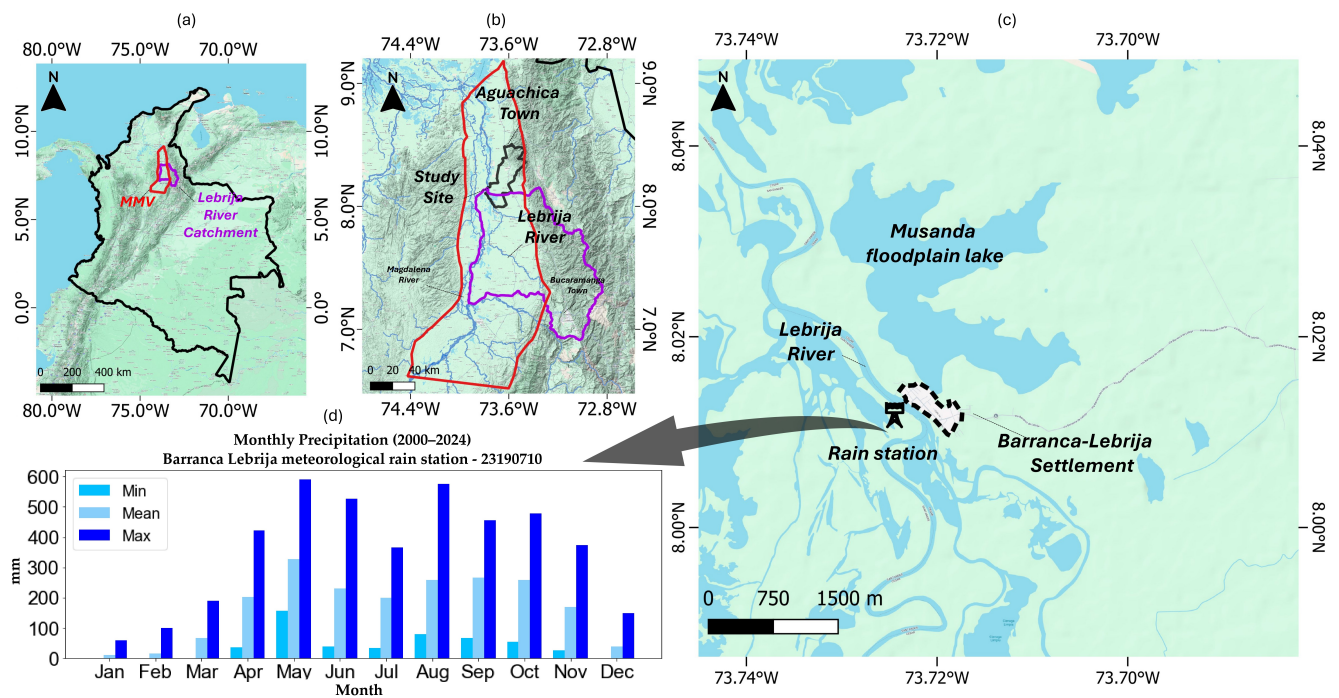 (a)
80.0°W 75.0°W 70.0°W
N
10.0°N
5.0°N
0.0°
MMV
Lebrija
River
Catchment
10.0°N
5.0°N
0.0°
0 200 400 km
80.0°W 75.0°W 70.0°W
(b)
74.4°W 73.6°W 72.8°W
N
9.0°N
8.0°N
7.0°N
Aguachica
Town
Study
Site
Lebrija
River
Magdalena
River
Bucaramanga
Town
9.0°N
8.0°N
7.0°N
0 20 40 km
74.4°W 73.6°W 72.8°W
(c)
73.74°W 73.72°W 73.70°W
N
8.04°N
8.02°N
8.00°N
Musanda
floodplain lake
Lebrija
River
Rain station
Barranca-Lebrija
Settlement
8.04°N
8.02°N
8.00°N
0 750 1500 m
73.74°W 73.72°W 73.70°W
(d)
Monthly Precipitation (2000–2024)
Barranca Lebrija meteorological rain station - 23190710
Min
Mean
Max
600
500
400
300
200
100
0
mm
Jan Feb Mar Apr May Jun Jul Aug Sep Oct Nov Dec
Month